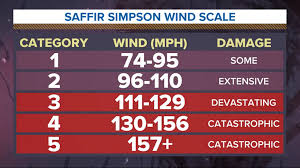 SAFFIR SIMPSON WIND SCALE
CATEGORY WIND (MPH) DAMAGE
1 74-95 SOME
2 96-110 EXTENSIVE
3 111-129 DEVASTATING
4 130-156 CATASTROPHIC
5 157+ CATASTROPHIC